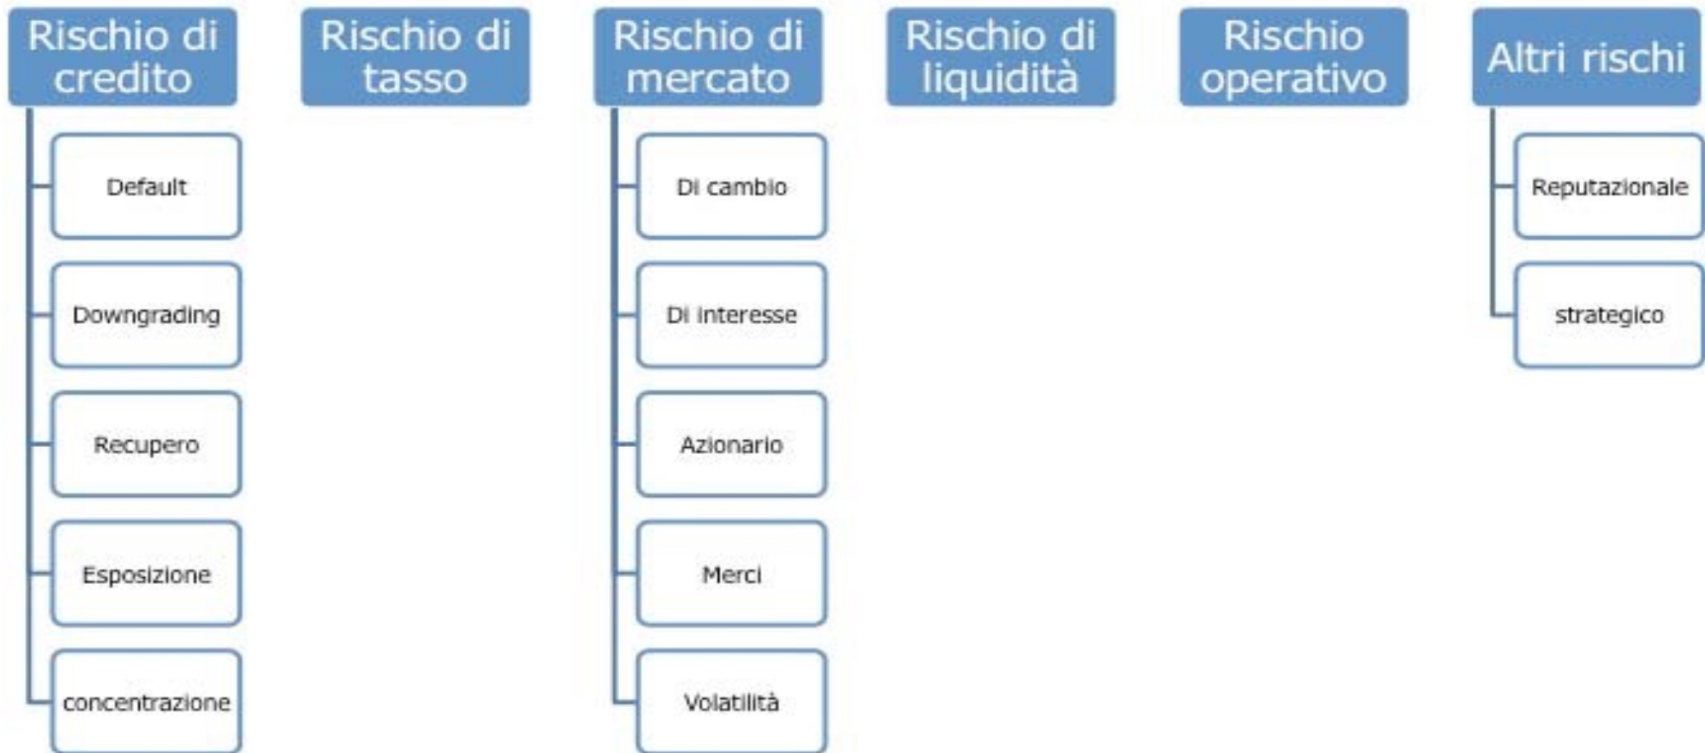 Rischio di
credito
Default
Downgrading
Recupero
Esposizione
concentrazione
Rischio di
tasso
Rischio di
mercato
Di cambio
Di interesse
Azionario
Merci
Volatilità
Rischio di
liquidità
Rischio
operativo
Altri rischi
Reputazionale
strategico